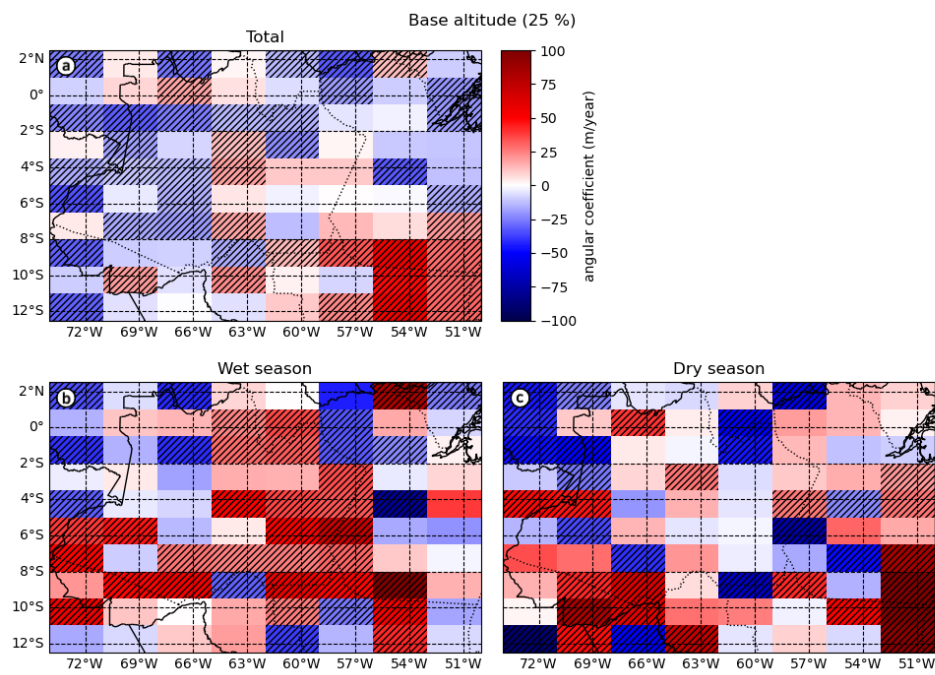 Base altitude (25 %)
Total
a
2°N
0°
2°S
4°S
6°S
8°S
10°S
12°S
72°W 69°W 66°W 63°W 60°W 57°W 54°W 51°W
100
75
50
25
0
−25
−50
−75
−100
angular coefficient (m/year)
Wet season
b
2°N
0°
2°S
4°S
6°S
8°S
10°S
12°S
72°W 69°W 66°W 63°W 60°W 57°W 54°W 51°W
Dry season
c
72°W 69°W 66°W 63°W 60°W 57°W 54°W 51°W